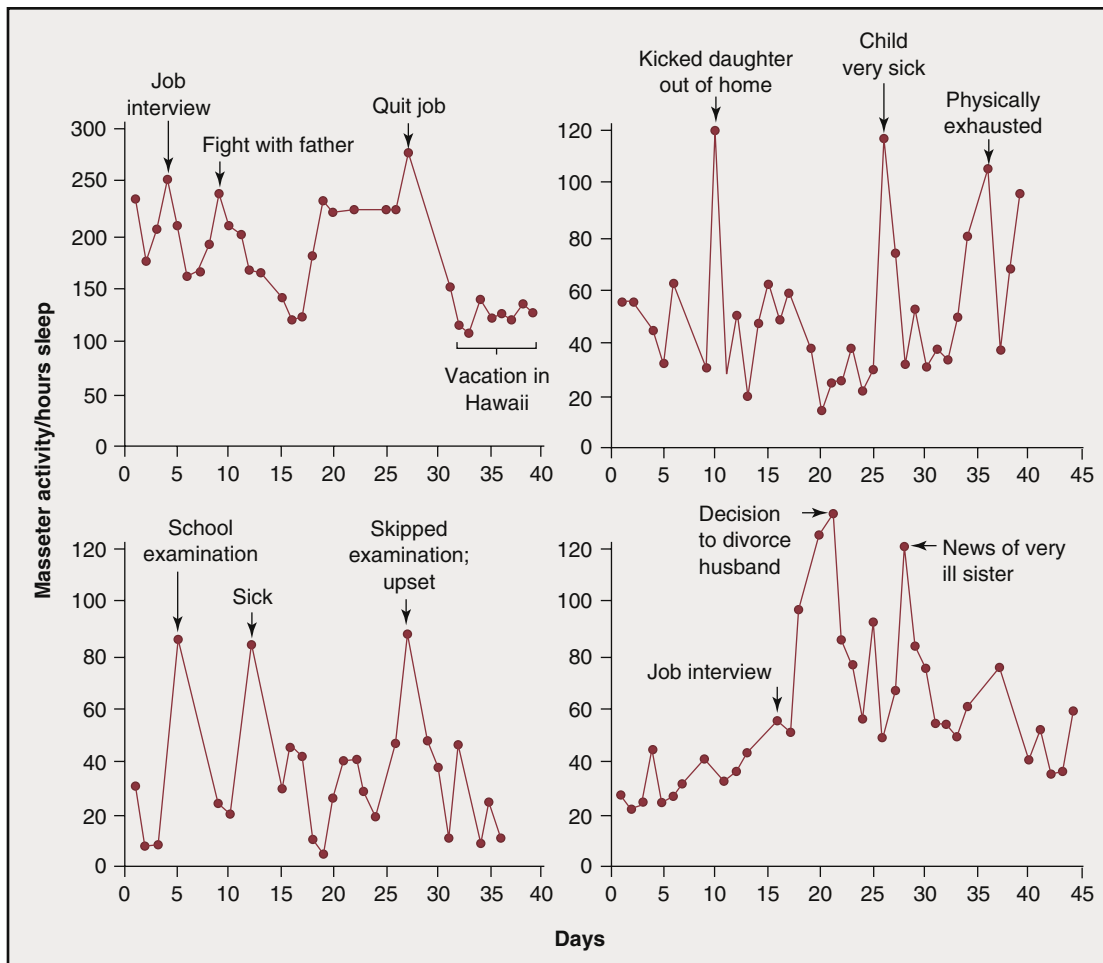 Masseter activity/hours sleep
Job
interview
Fight with father
Quit job
Vacation in
Hawaii
300
250
200
150
100
50
0
0 5 10 15 20 25 30 35 40
Kicked daughter
out of home
Child
very sick
Physically
exhausted
120
100
80
60
40
20
0
0 5 10 15 20 25 30 35 40 45
School
examination
Sick
Skipped
examination;
upset
120
100
80
60
40
20
0
0 5 10 15 20 25 30 35 40
Decision
to divorce
husband
News of very
ill sister
Job interview
120
100
80
60
40
20
0
0 5 10 15 20 25 30 35 40 45
Days